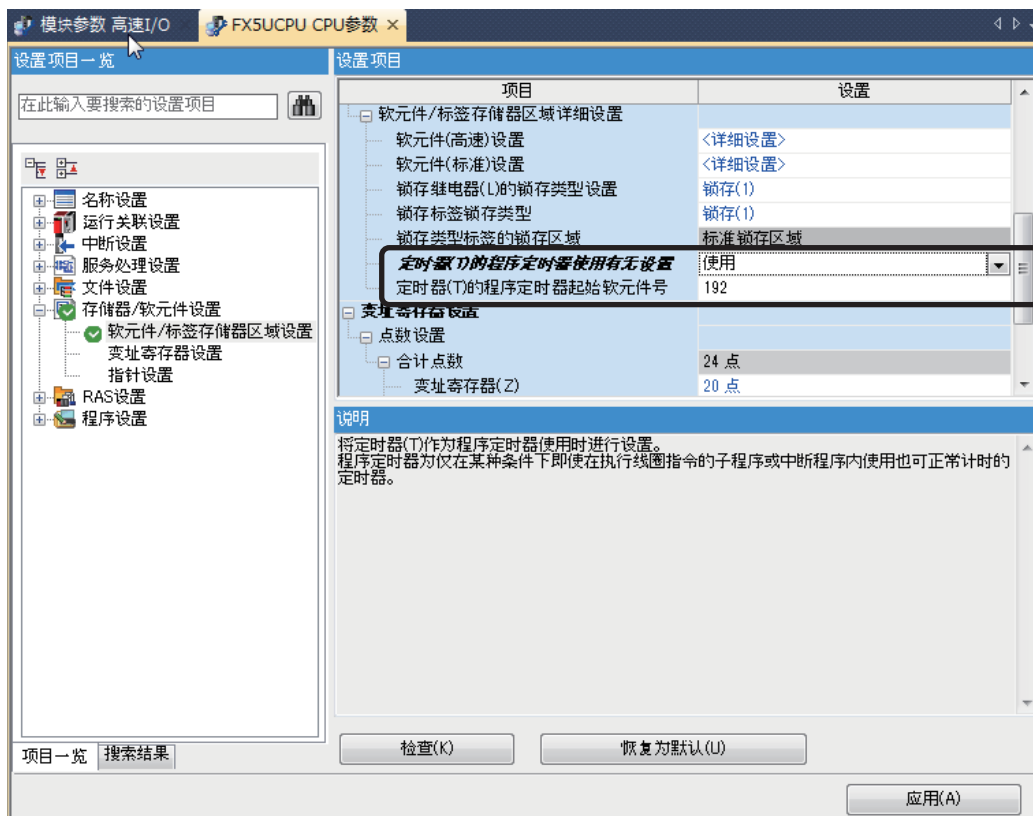 模块参数 高速I/O
FX5UCPU CPU参数
设置项目一览
在此输入要搜索的设置项目
名称设置
运行关联设置
中断设置
服务处理设置
文件设置
存储器/软元件设置
软元件/标签存储器区域设置
变址寄存器设置
指针设置
RAS设置
程序设置
项目一览 搜索结果
设置项目
项目 设置
软元件/标签存储器区域详细设置
软元件(高速)设置 <详细设置>
软元件(标准)设置 <详细设置>
锁存继电器(L)的锁存类型设置 锁存(1)
锁存标签锁存类型 锁存(1)
锁存类型标签的锁存区域 标准锁存区域
定时器(T)的程序定时器使用有无设置 使用
定时器(T)的程序定时器起始软元件号 192
变址寄存器设置
点数设置
合计点数 24 点
变址寄存器(Z) 20 点
说明
将定时器(T)作为程序定时器使用时进行设置。
程序定时器为仅在某种条件下即使在执行线圈指令的子程序或中断程序内使用也可正常计时的
定时器。
检查(K) 恢复为默认(U)
应用(A)